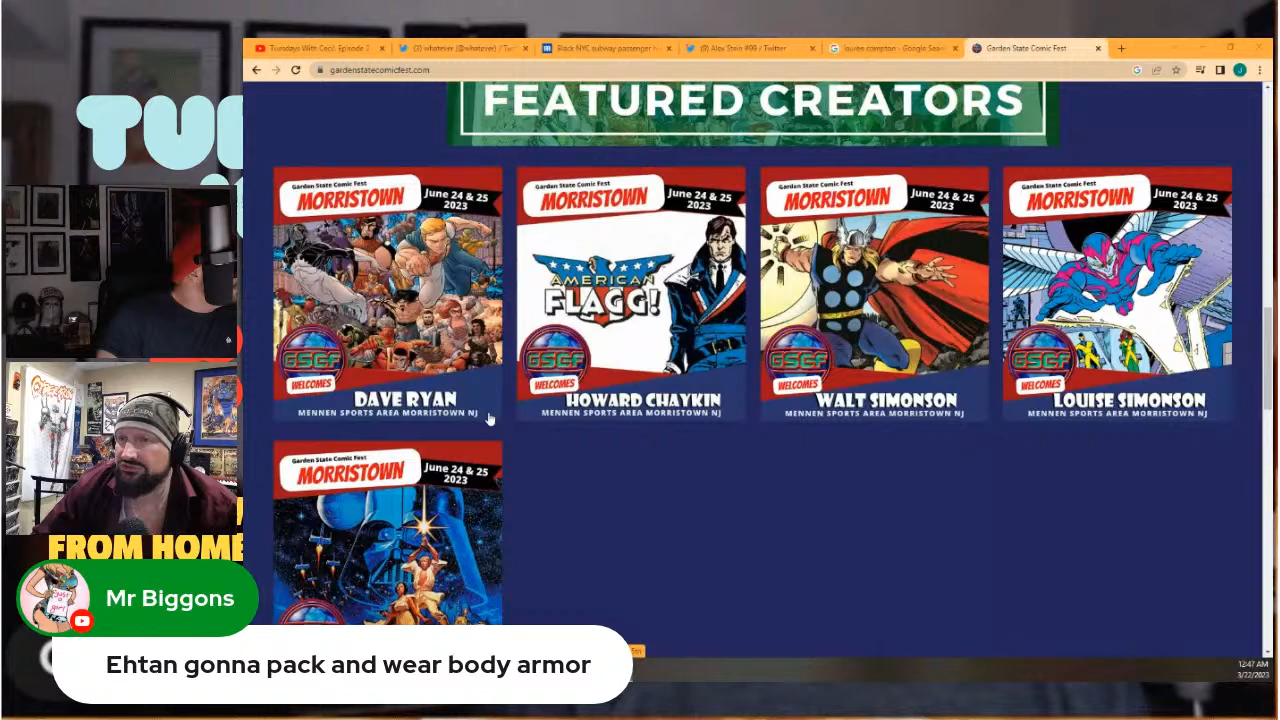 Tursdays With Cecil: Episode 2
(3) whatever (@whatever) / Tw
Black NYC subway passenger
(9) Alex Stein #99 / Twitter
lauren compton - Google Sea
Garden State Comic Fest
gardenstatecomicfest.com
FEATURED CREATORS
TU
Garden State Comic Fest
MORRISTOWN
June 24 & 25
2023
GSCF
WELCOMES
DAVE RYAN
MENNEN SPORTS AREA MORRISTOWN NJ
Garden State Comic Fest
MORRISTOWN
June 24 & 25
2023
AMERICAN
FLAGG!
GSCF
WELCOMES
HOWARD CHAYKIN
MENNEN SPORTS AREA MORRISTOWN NJ
Garden State Comic Fest
MORRISTOWN
June 24 & 25
2023
GSCF
WELCOMES
WALT SIMONSON
MENNEN SPORTS AREA MORRISTOWN NJ
Garden State Comic Fest
MORRISTOWN
June 24 & 25
2023
GSCF
WELCOMES
LOUISE SIMONSON
MENNEN SPORTS AREA MORRISTOWN NJ
Garden State Comic Fest
MORRISTOWN
June 24 & 25
2023
FROM HOME
Mr Biggons
Ehtan gonna pack and wear body armor
12:47 AM
3/22/2023